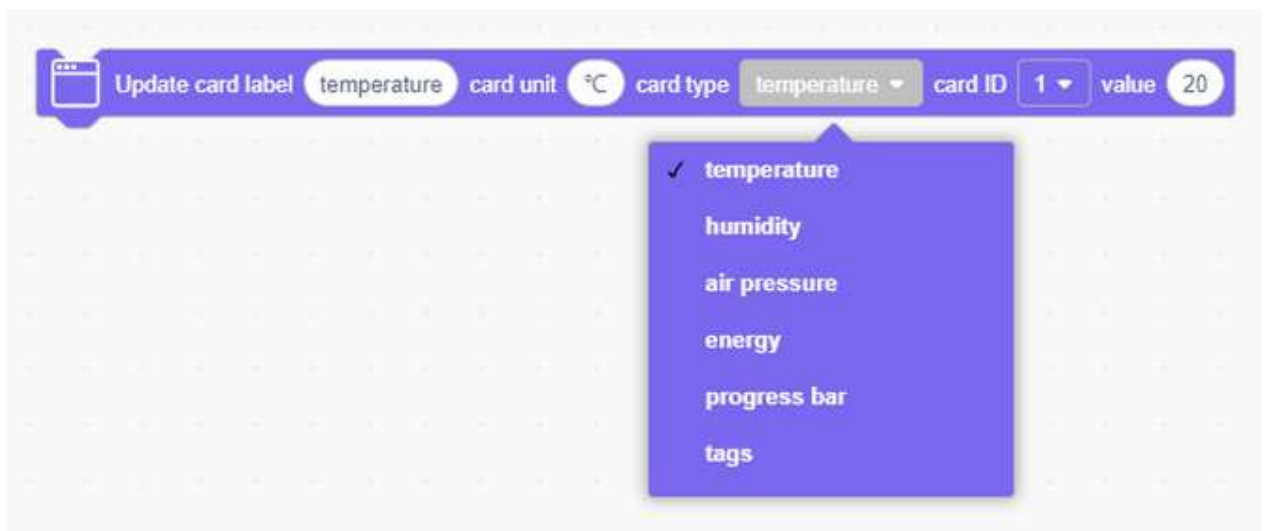 Update card label temperature card unit °C card type temperature card ID 1 value 20
✓ temperature
humidity
air pressure
energy
progress bar
tags